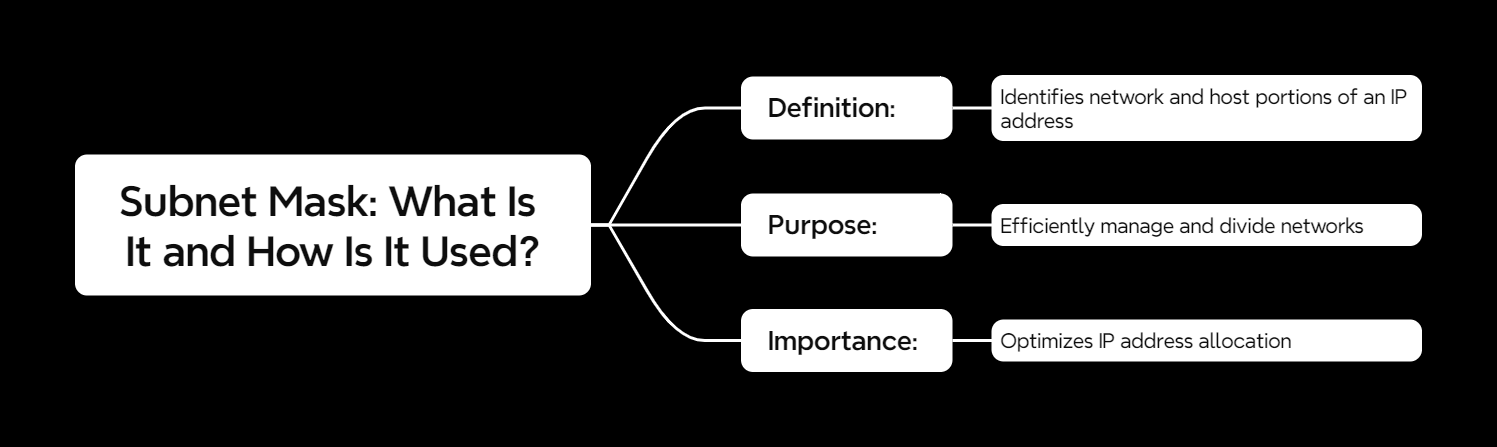 Subnet Mask: What Is
It and How Is It Used?
Definition:
Identifies network and host portions of an IP
address
Purpose:
Efficiently manage and divide networks
Importance:
Optimizes IP address allocation